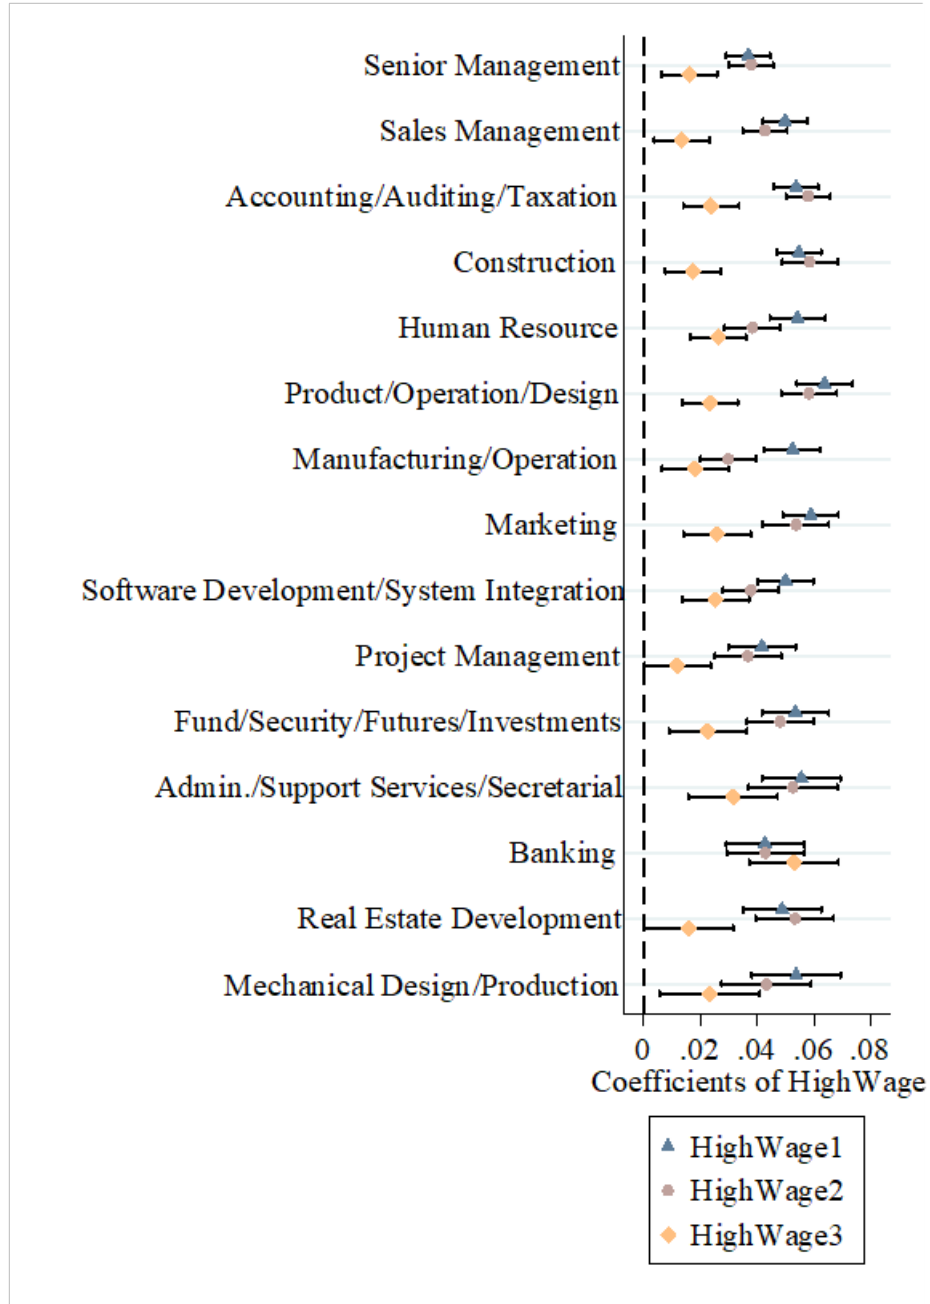 Senior Management
Sales Management
Accounting/Auditing/Taxation
Construction
Human Resource
Product/Operation/Design
Manufacturing/Operation
Marketing
Software Development/System Integration
Project Management
Fund/Security/Futures/Investments
Admin./Support Services/Secretarial
Banking
Real Estate Development
Mechanical Design/Production
0 .02 .04 .06 .08
Coefficients of HighWage
HighWage1
HighWage2
HighWage3